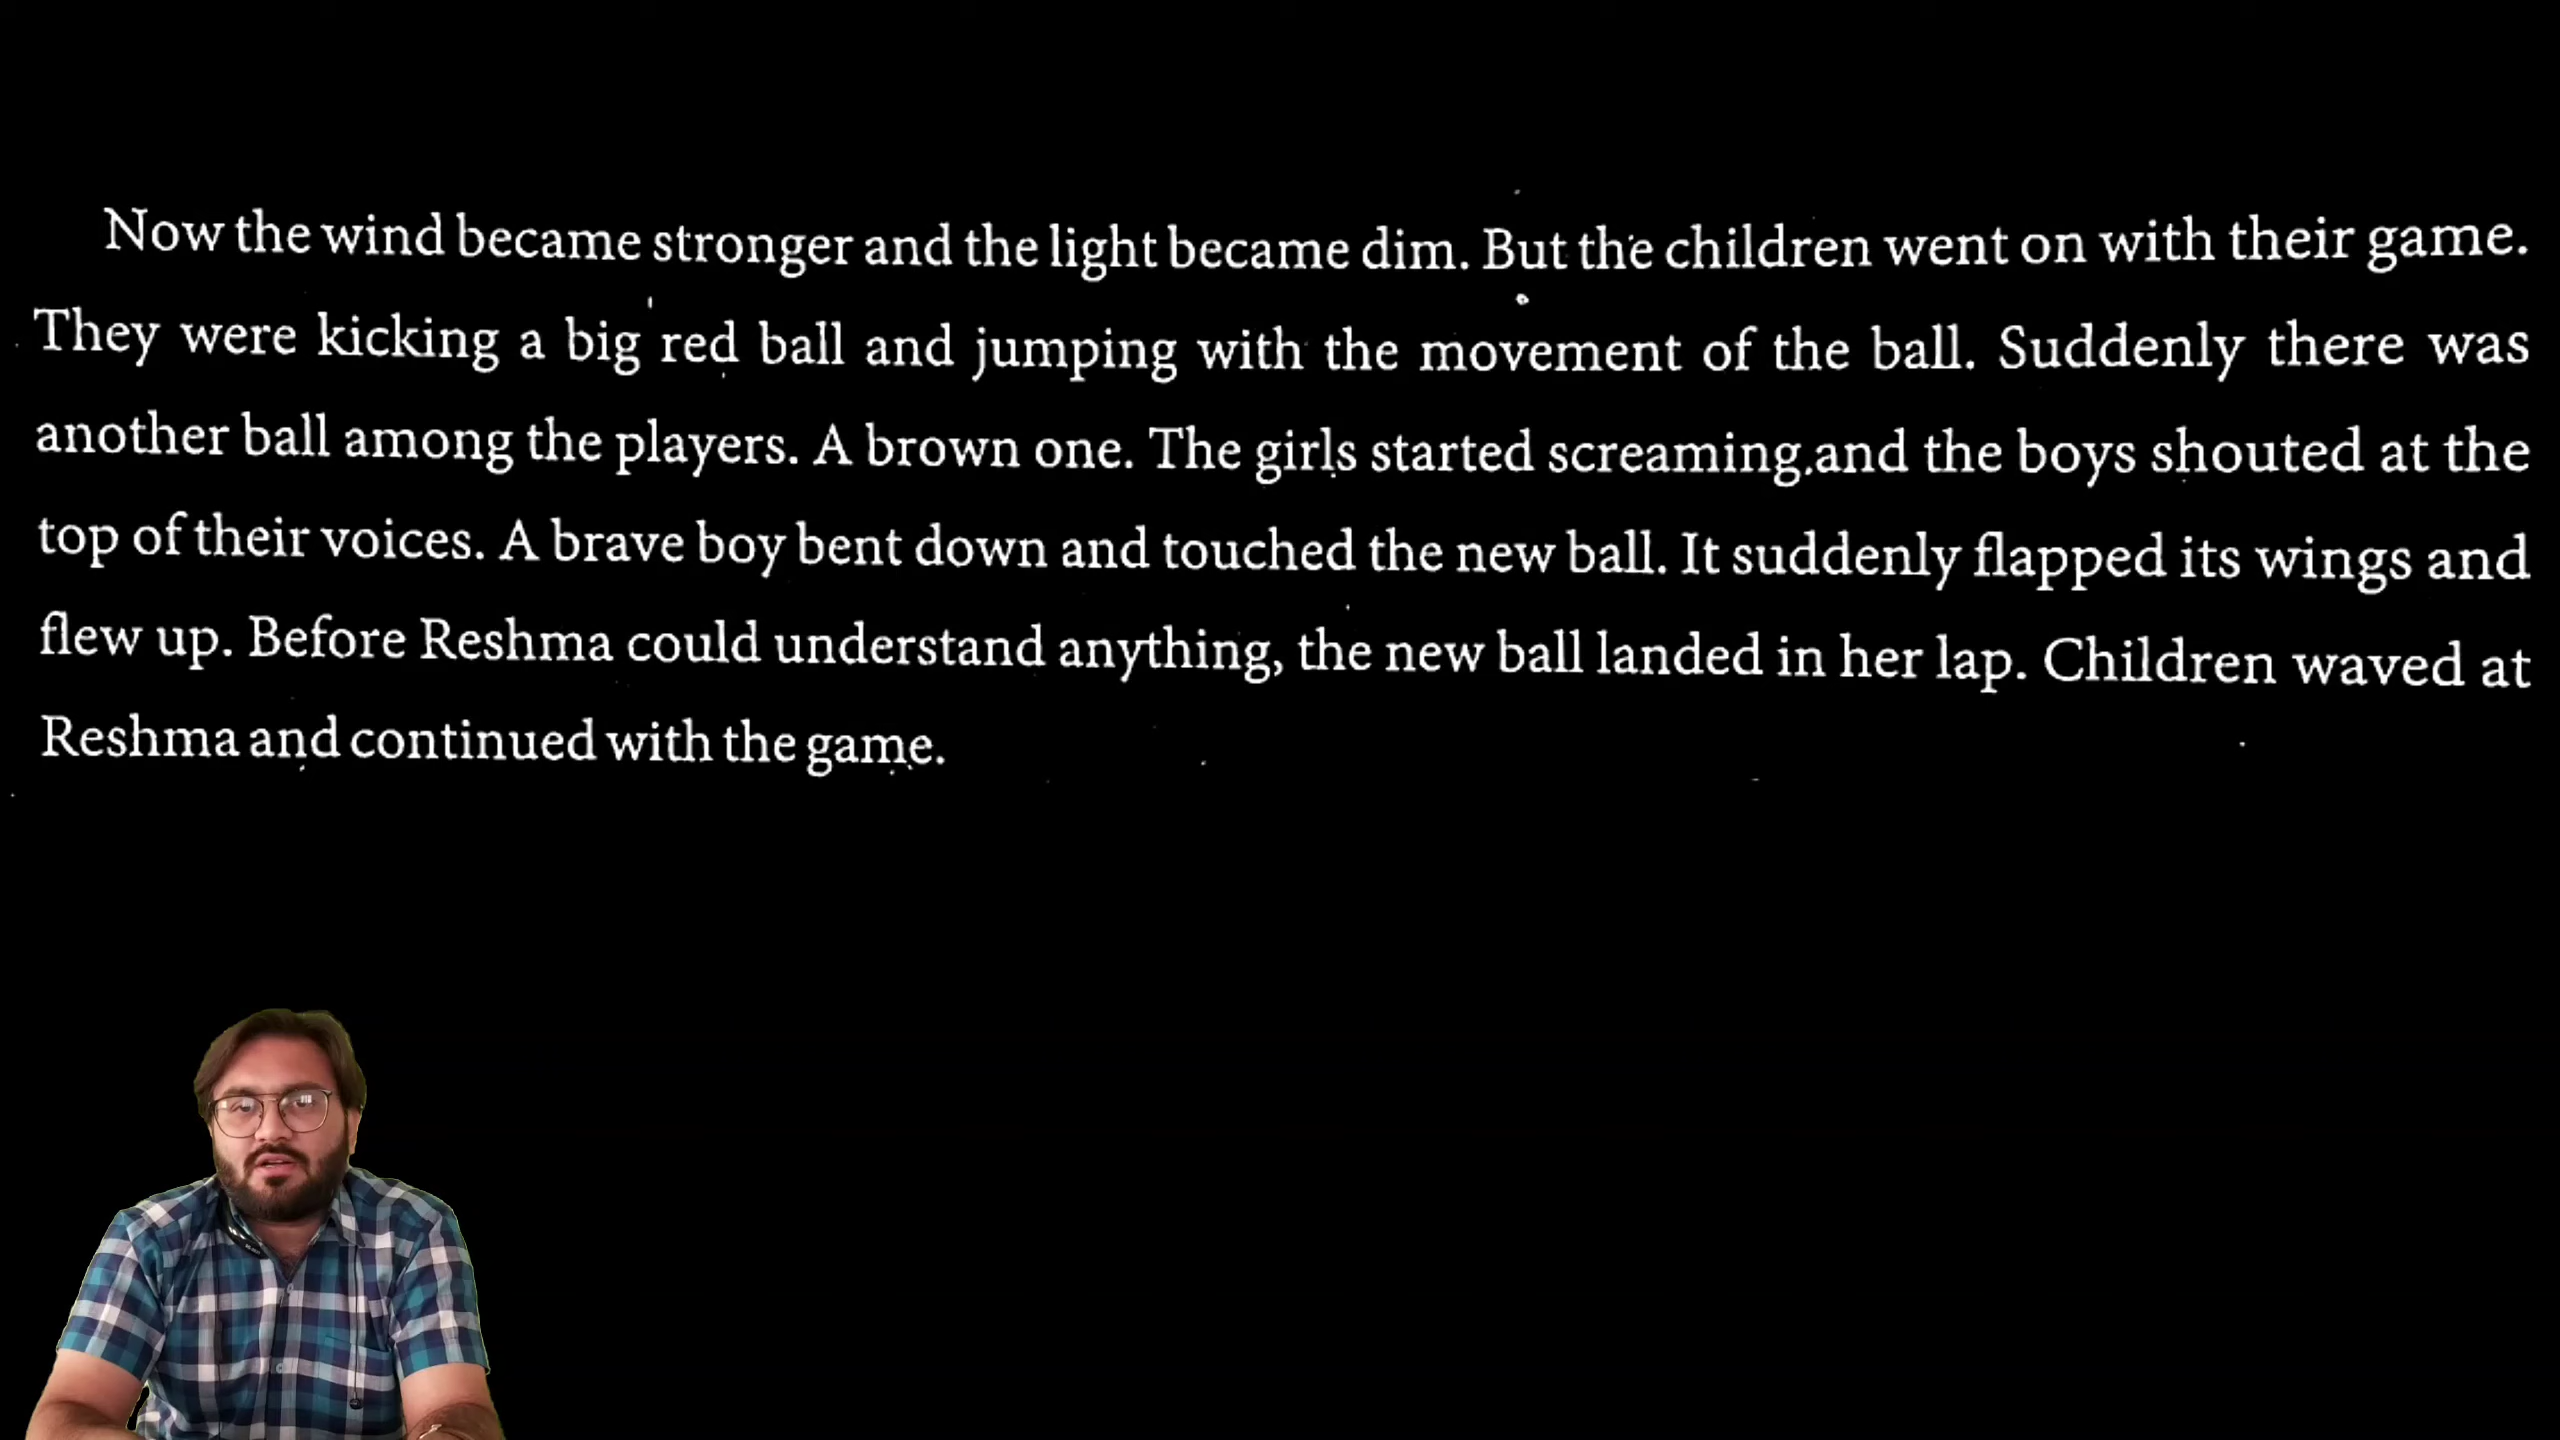 Now the wind became stronger and the light became dim. But the children went on with their game.
They were kicking a big red ball and jumping with the movement of the ball. Suddenly there was
another ball among the players. A brown one. The girls started screaming and the boys shouted at the
top of their voices. A brave boy bent down and touched the new ball. It suddenly flapped its wings and
flew up. Before Reshma could understand anything, the new ball landed in her lap. Children waved at
Reshma and continued with the game.